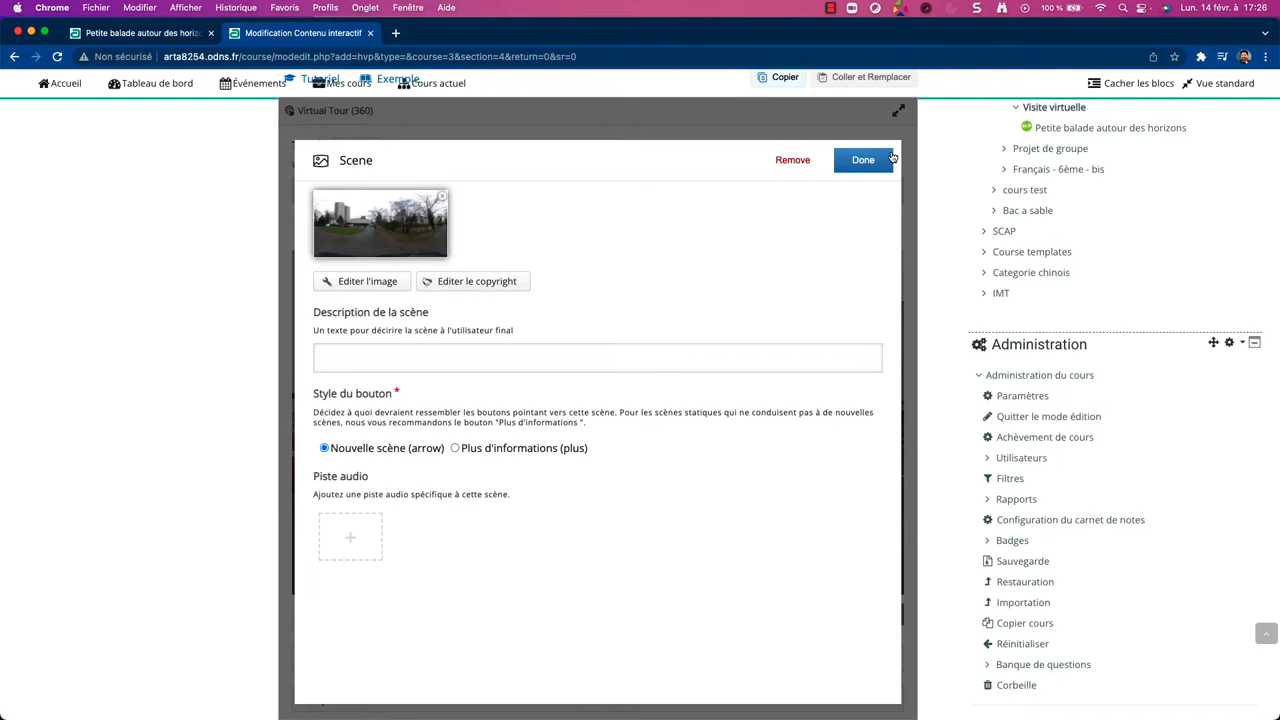 Chrome Fichier Modifier Afficher Historique Favoris Profils Onglet Fenêtre Aide Lun. 14 févr. à 17:26
Petite balade autour des horiz
Modification Contenu interactif
Non sécurisé arta8254.odns.fr/course/modedit.php?add=hvp&type=&course=3&section=4&return=0&sr=0
Tutoriel Exemple Copier Coller et Remplacer
Accueil Tableau de bord Événements Mes cours Cours actuel Cacher les blocs Vue standard
Virtual Tour (360)
Scene Remove Done
Editer l'image Editer le copyright
Description de la scène
Un texte pour décirire la scène à l'utilisateur final
Style du bouton *
Décidez à quoi devraient ressembler les boutons pointant vers cette scène. Pour les scènes statiques qui ne conduisent pas à de nouvelles
scènes, nous vous recommandons le bouton "Plus d'informations ".
Nouvelle scène (arrow) Plus d'informations (plus)
Piste audio
Ajoutez une piste audio spécifique à cette scène.
Visite virtuelle
Petite balade autour des horizons
Projet de groupe
Français - 6ème - bis
cours test
Bac a sable
SCAP
Course templates
Categorie chinois
IMT
Administration
Administration du cours
Paramètres
Quitter le mode édition
Achèvement de cours
Utilisateurs
Filtres
Rapports
Configuration du carnet de notes
Badges
Sauvegarde
Restauration
Importation
Copier cours
Réinitialiser
Banque de questions
Corbeille